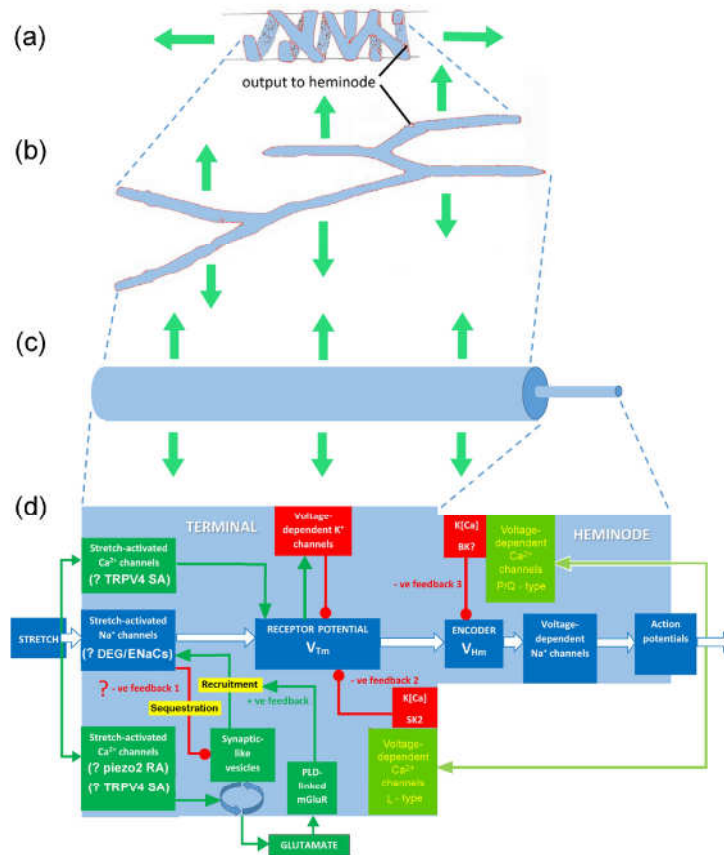 (a)
output to heminode
(b)
(c)
(d)
TERMINAL
HEMINODE
Voltage-
dependent K⁺
channels
K[Ca]
BK?
Voltage-
dependent
Ca²⁺
channels
P/Q - type
Stretch-activated
Ca²⁺ channels
(? TRPV4 SA)
- ve feedback 3
STRETCH
Stretch-activated
Na⁺ channels
(? DEG/ENaCs)
RECEPTOR POTENTIAL
V_Tm
ENCODER
V_Hm
Voltage-
dependent
Na⁺ channels
Action
potentials
? - ve feedback 1
Recruitment
+ve feedback
- ve feedback 2
Sequestration
K[Ca]
SK2
Stretch-activated
Ca²⁺ channels
(? piezo2 RA)
(? TRPV4 SA)
Synaptic-
like
vesicles
PLD-
linked
mGluR
Voltage-
dependent
Ca²⁺
channels
L - type
GLUTAMATE